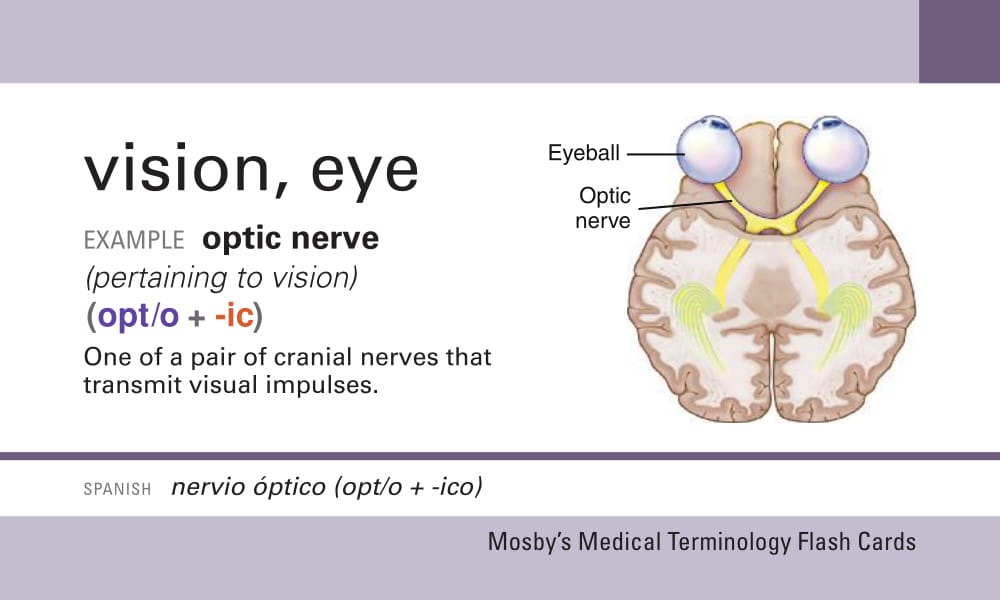 vision, eye
EXAMPLE optic nerve
(pertaining to vision)
(opt/o + -ic)
One of a pair of cranial nerves that
transmit visual impulses.
Eyeball
Optic
nerve
SPANISH nervio óptico (opt/o + -ico)
Mosby's Medical Terminology Flash Cards